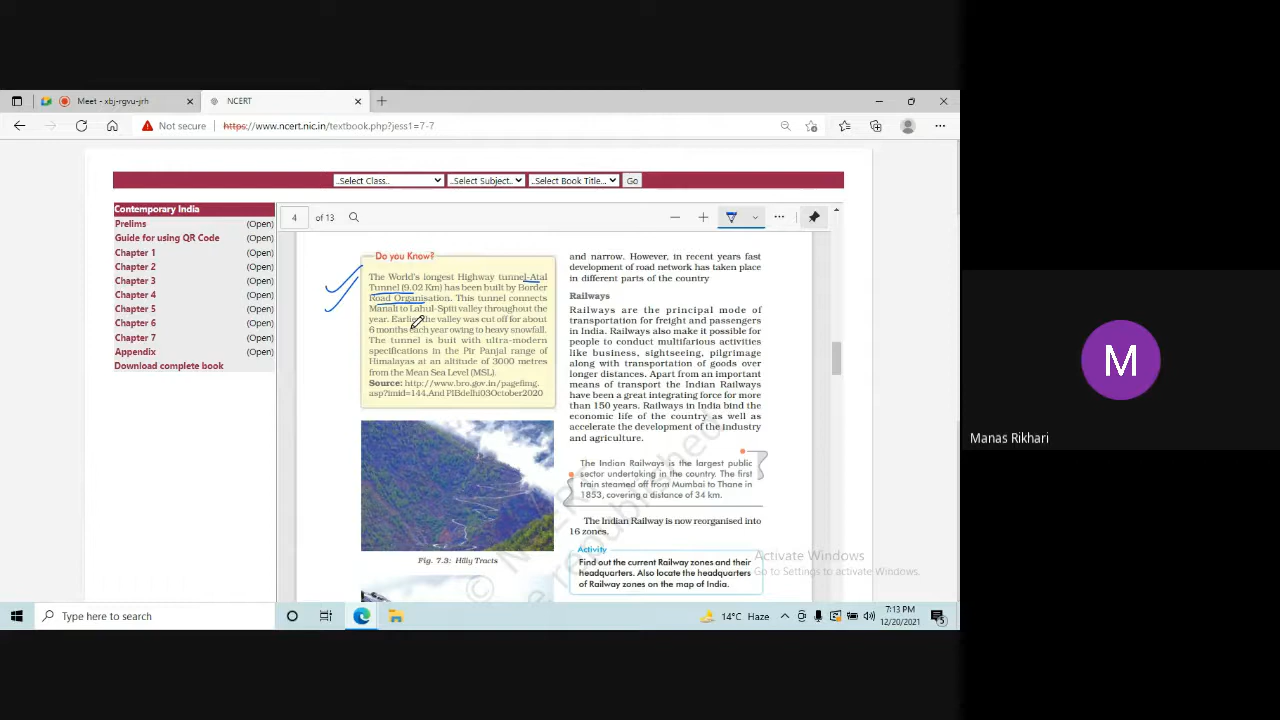 Meet - xbj-rgvu-jrh
NCERT
Not secure
https://www.ncert.nic.in/textbook.php?jess1=7-7
..Select Class..
..Select Subject..
..Select Book Title...
Go
Contemporary India
Prelims (Open)
Guide for using QR Code (Open)
Chapter 1 (Open)
Chapter 2 (Open)
Chapter 3 (Open)
Chapter 4 (Open)
Chapter 5 (Open)
Chapter 6 (Open)
Chapter 7 (Open)
Appendix (Open)
Download complete book
4 of 13
Do you Know?
The World's longest Highway tunnel-Atal
Tunnel (9.02 Km) has been built by Border
Road Organisation. This tunnel connects
Manali to Lahul-Spiti valley throughout the
year. Earlier the valley was cut off for about
6 months each year owing to heavy snowfall.
The tunnel is buit with ultra-modern
specifications in the Pir Panjal range of
Himalayas at an altitude of 3000 metres
from the Mean Sea Level (MSL).
Source: http://www.bro.gov.in/pagefimg.
asp?imid=144,And PIBdelhi03October2020
Fig. 7.3: Hilly Tracts
and narrow. However, in recent years fast
development of road network has taken place
in different parts of the country
Railways
Railways are the principal mode of
transportation for freight and passengers
in India. Railways also make it possible for
people to conduct multifarious activities
like business, sightseeing, pilgrimage
along with transportation of goods over
longer distances. Apart from an important
means of transport the Indian Railways
have been a great integrating force for more
than 150 years. Railways in India bind the
economic life of the country as well as
accelerate the development of the industry
and agriculture.
The Indian Railways is the largest public
sector undertaking in the country. The first
train steamed off from Mumbai to Thane in
1853, covering a distance of 34 km.
The Indian Railway is now reorganised into
16 zones.
Activity
Find out the current Railway zones and their
headquarters. Also locate the headquarters
of Railway zones on the map of India.
Activate Windows
Go to Settings to activate Windows.
Type here to search
14°C Haze
7:13 PM
12/20/2021
5
M
Manas Rikhari